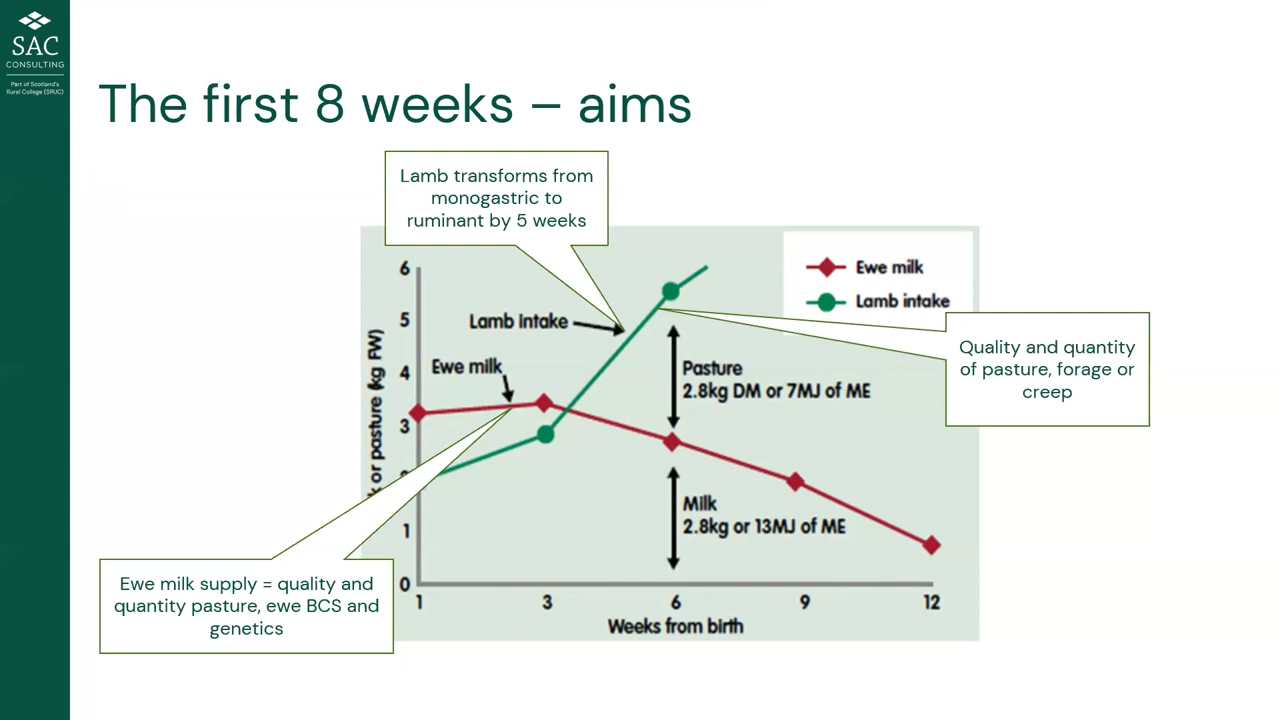 SAC
CONSULTING
Part of Scotland's
Rural College (SRUC)
The first 8 weeks – aims
Lamb transforms from
monogastric to
ruminant by 5 weeks
Ewe milk
Lamb intake
Quality and quantity
of pasture, forage or
creep
Ewe milk supply = quality and
quantity pasture, ewe BCS and
genetics
or pasture (kg FW)
6
5
4
3
1
0
Lamb intake
Ewe milk
Pasture
2.8kg DM or 7MJ of ME
Milk
2.8kg or 13MJ of ME
1 3 6 9 12
Weeks from birth